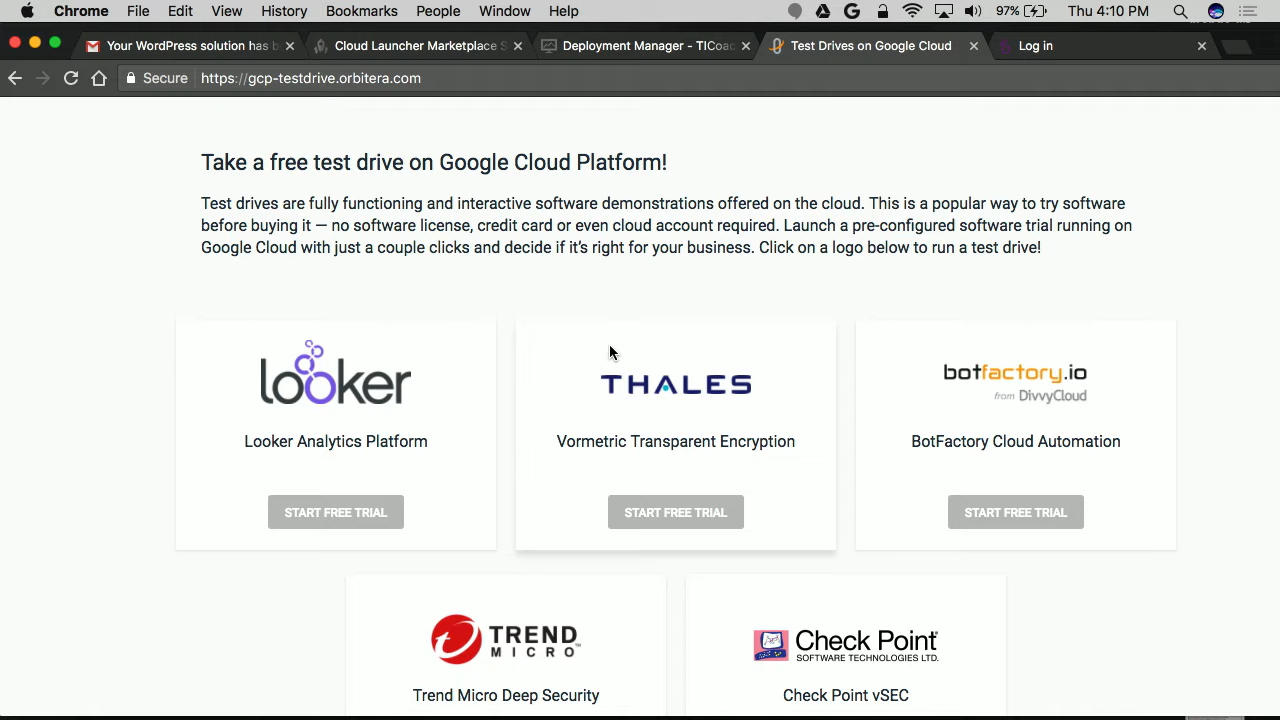 Chrome File Edit View History Bookmarks People Window Help 97% Thu 4:10 PM
Your WordPress solution has b
Cloud Launcher Marketplace S
Deployment Manager - TICoac
Test Drives on Google Cloud
Log in
Secure https://gcp-testdrive.orbitera.com
Take a free test drive on Google Cloud Platform!
Test drives are fully functioning and interactive software demonstrations offered on the cloud. This is a popular way to try software
before buying it — no software license, credit card or even cloud account required. Launch a pre-configured software trial running on
Google Cloud with just a couple clicks and decide if it's right for your business. Click on a logo below to run a test drive!
looker
Looker Analytics Platform
START FREE TRIAL
THALES
Vormetric Transparent Encryption
START FREE TRIAL
botfactory.io
from DivvyCloud
BotFactory Cloud Automation
START FREE TRIAL
TREND
MICRO
Trend Micro Deep Security
Check Point
SOFTWARE TECHNOLOGIES LTD.
Check Point vSEC